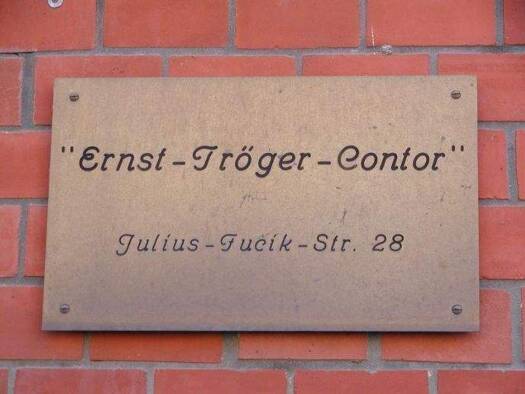 "Ernst-Tröger-Contor"
Julius-Fucik-Str. 28